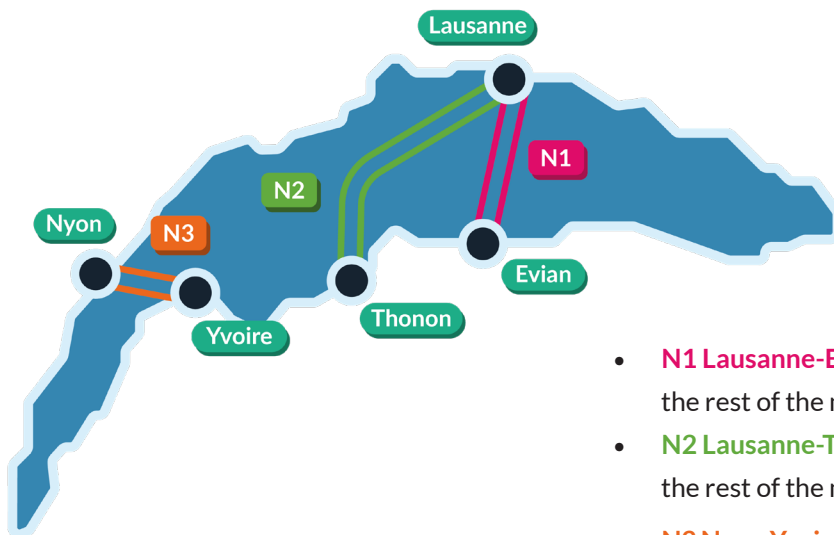 Lausanne
N1
N2
Nyon
N3
Evian
Thonon
Yvoire
N1 Lausanne-E
the rest of the
N2 Lausanne-T
the rest of the